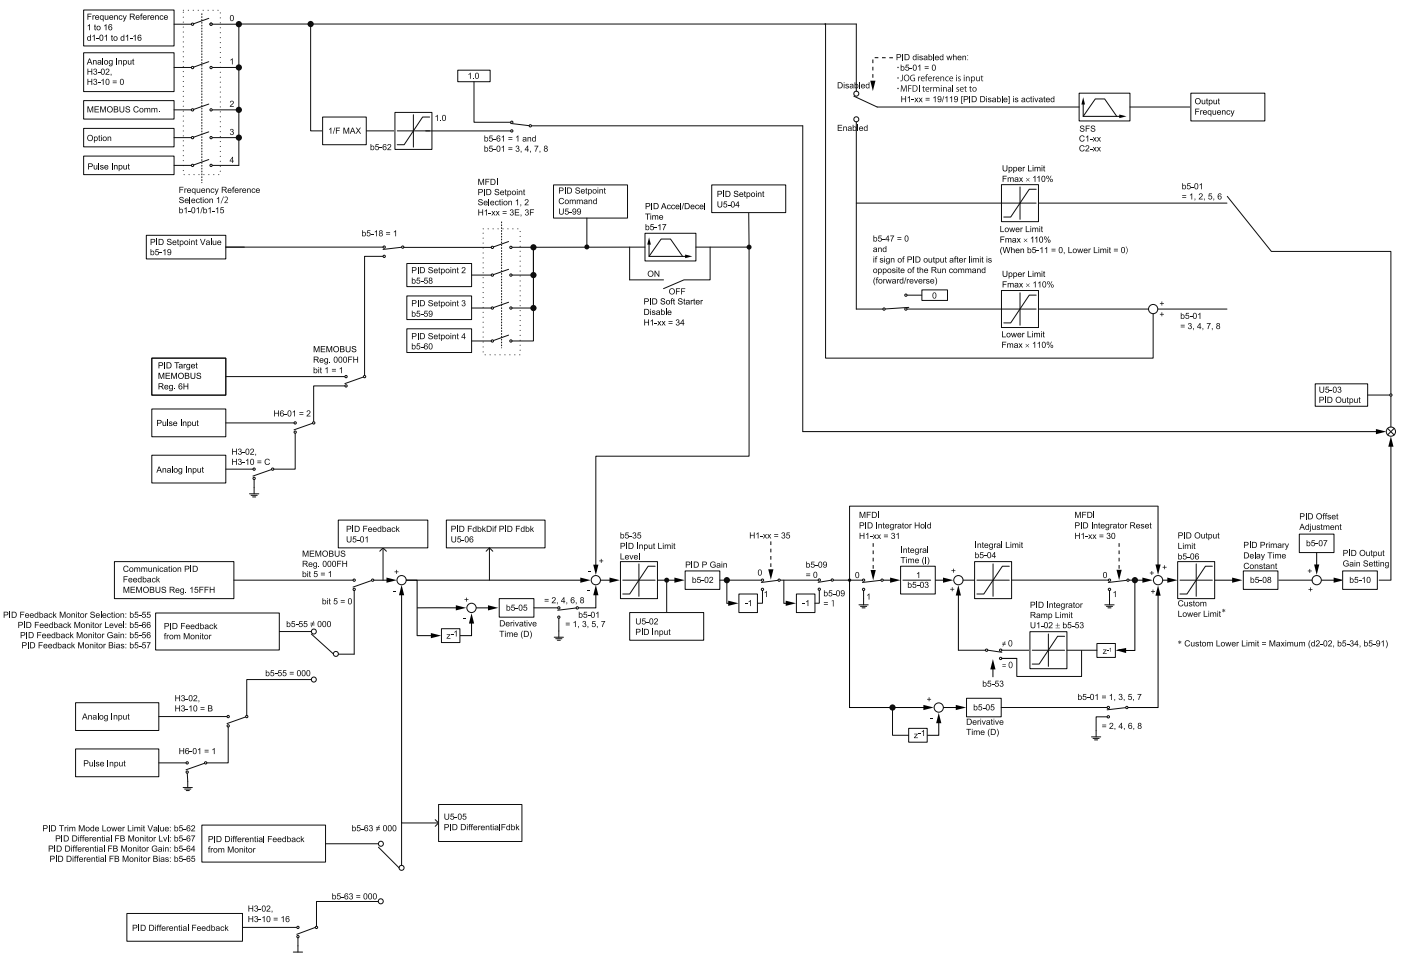 Frequency Reference
1 to 16
d1-01 to d1-16
Analog Input
H3-02,
H3-10 = 0
MEMOBUS Comm.
Option
Pulse Input
0
1
2
3
4
Frequency Reference
Selection 1/2
b1-01/b1-15
1/F MAX
b5-62
1.0
1.0
b5-61 = 1 and
b5-01 = 3, 4, 7, 8
PID disabled when:
·b5-01 = 0
·JOG reference is input
·MFDI terminal set to
H1-xx = 19/119 [PID Disable] is activated
Disabled
Enabled
SFS
C1-xx
C2-xx
Output
Frequency
Upper Limit
Fmax × 110%
Lower Limit
Fmax × 110%
(When b5-11 = 0, Lower Limit = 0)
b5-01
= 1, 2, 5, 6
b5-47 = 0
and
if sign of PID output after limit is
opposite of the Run command
(forward/reverse)
0
Upper Limit
Fmax × 110%
Lower Limit
Fmax × 110%
+
+
b5-01
= 3, 4, 7, 8
U5-03
PID Output
MFDI
PID Setpoint
Selection 1, 2
H1-xx = 3E, 3F
PID Setpoint
Command
U5-99
PID Accel/Decel
Time
b5-17
PID Setpoint
U5-04
ON
OFF
PID Soft Starter
Disable
H1-xx = 34
PID Setpoint Value
b5-19
b5-18 = 1
PID Setpoint 2
b5-58
PID Setpoint 3
b5-59
PID Setpoint 4
b5-60
PID Target
MEMOBUS
Reg. 6H
MEMOBUS
Reg. 000FH
bit 1 = 1
Pulse Input
H6-01 = 2
Analog Input
H3-02,
H3-10 = C
PID Feedback
U5-01
PID FdbkDif PID Fdbk
U5-06
Communication PID
Feedback
MEMOBUS Reg. 15FFH
MEMOBUS
Reg. 000FH
bit 5 = 1
bit 5 = 0
PID Feedback Monitor Selection: b5-55
PID Feedback Monitor Level: b5-66
PID Feedback Monitor Gain: b5-56
PID Feedback Monitor Bias: b5-57
PID Feedback
from Monitor
b5-55 ≠ 000
b5-55 = 000
Analog Input
H3-02,
H3-10 = B
Pulse Input
H6-01 = 1
+
-
+
-
z-1
b5-05
Derivative
Time (D)
= 2, 4, 6, 8
b5-01
= 1, 3, 5, 7
+
-
-
b5-35
PID Input Limit
Level
U5-02
PID Input
PID P Gain
b5-02
H1-xx = 35
0
1
-1
b5-09
= 0
b5-09
= 1
-1
MFDI
PID Integrator Hold
H1-xx = 31
0
1
Integral
Time (I)
1
b5-03
+
+
Integral Limit
b5-04
MFDI
PID Integrator Reset
H1-xx = 30
0
1
PID Integrator
Ramp Limit
U1-02 ± b5-53
≠ 0
= 0
b5-53
z-1
+
+
+
PID Output
Limit
b5-06
Custom
Lower Limit*
PID Primary
Delay Time
Constant
b5-08
PID Offset
Adjustment
b5-07
+
+
PID Output
Gain Setting
b5-10
* Custom Lower Limit = Maximum (d2-02, b5-34, b5-91)
+
-
z-1
b5-05
Derivative
Time (D)
b5-01 = 1, 3, 5, 7
= 2, 4, 6, 8
U5-05
PID DifferentialFdbk
PID Trim Mode Lower Limit Value: b5-62
PID Differential FB Monitor Lvl: b5-67
PID Differential FB Monitor Gain: b5-64
PID Differential FB Monitor Bias: b5-65
PID Differential Feedback
from Monitor
b5-63 ≠ 000
b5-63 = 000
PID Differential Feedback
H3-02,
H3-10 = 16